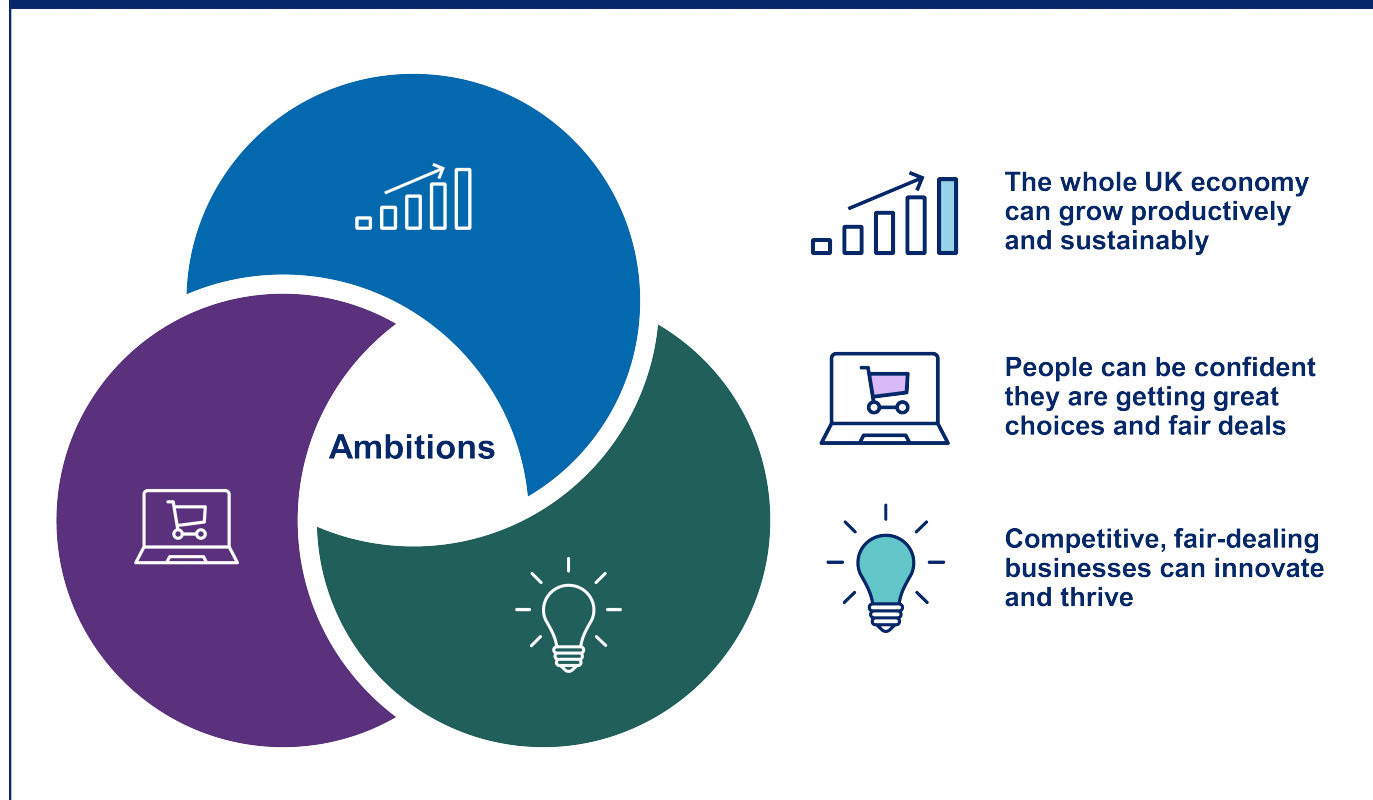 Ambitions
The whole UK economy
can grow productively
and sustainably
People can be confident
they are getting great
choices and fair deals
Competitive, fair-dealing
businesses can innovate
and thrive